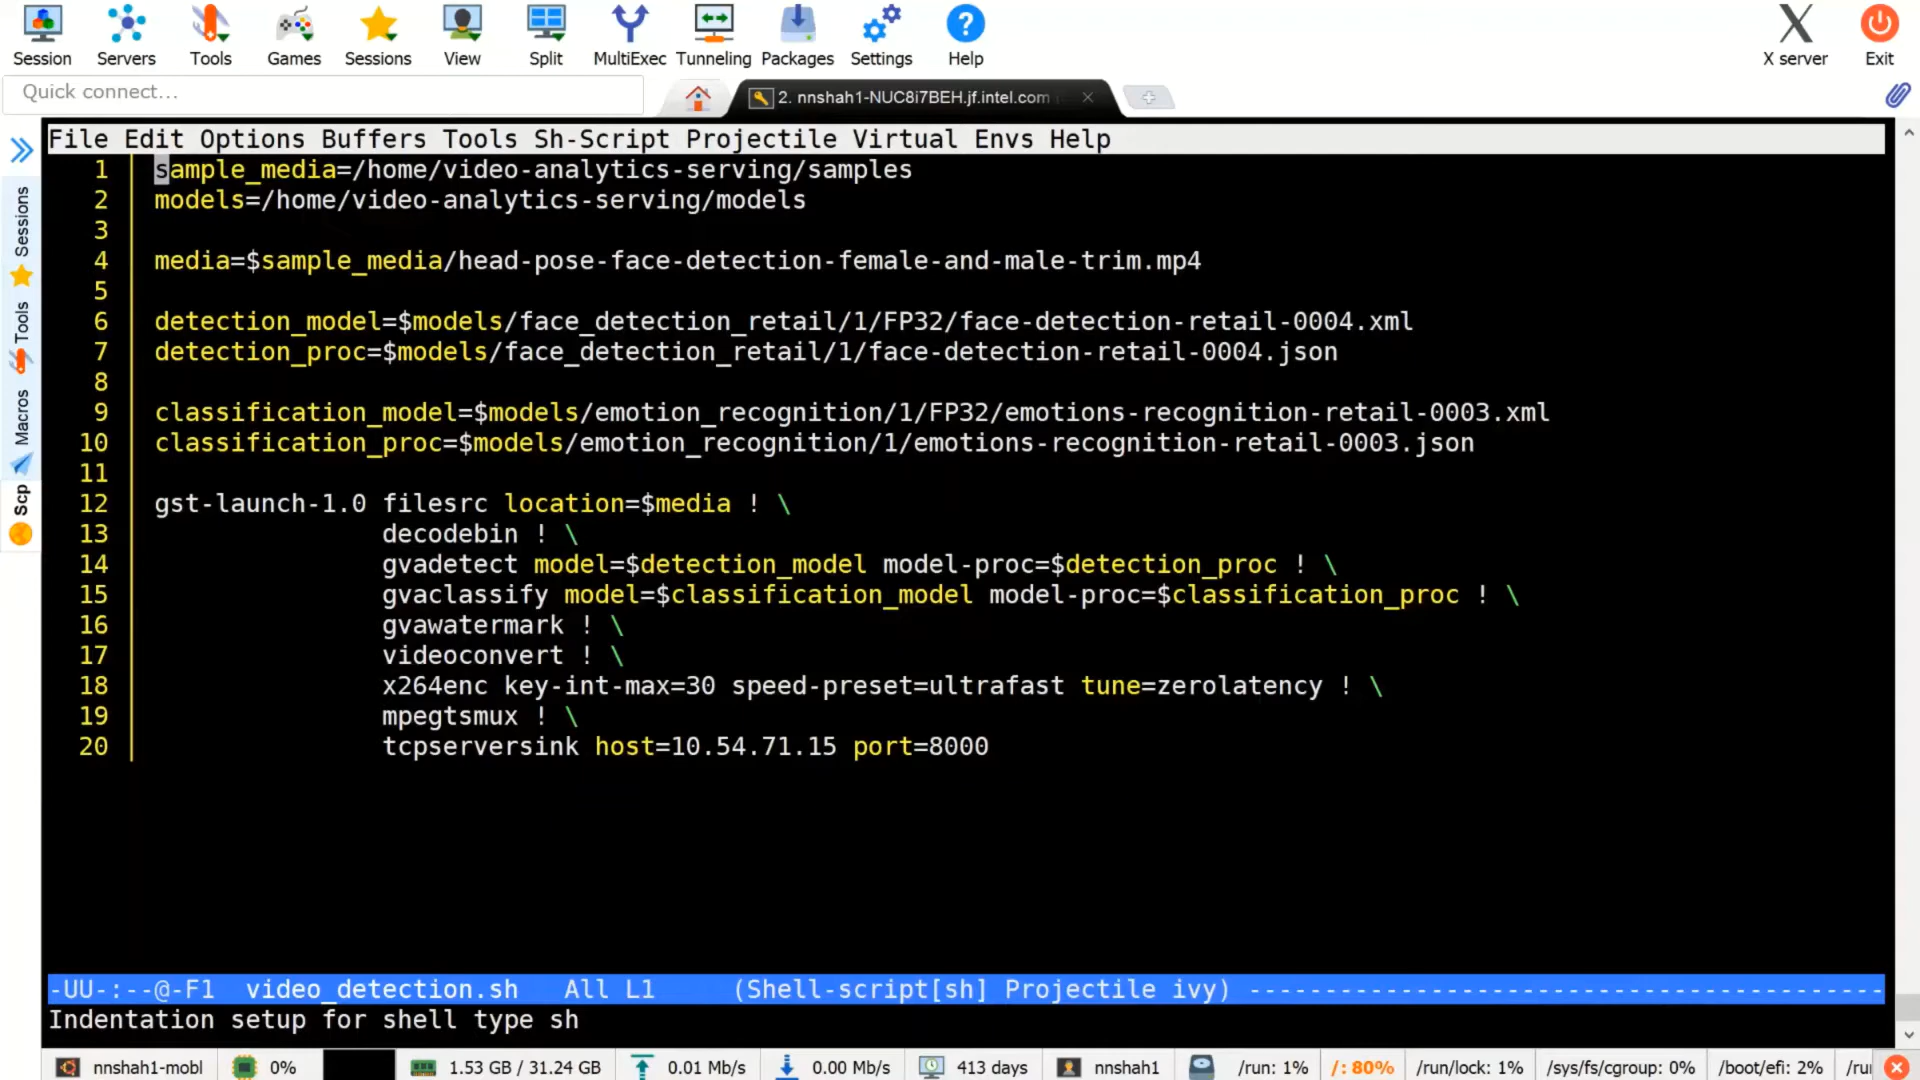 Session Servers Tools Games Sessions View Split MultiExec Tunneling Packages Settings Help X server Exit
Quick connect...
2. nnshah1-NUC8i7BEH.jf.intel.com
File Edit Options Buffers Tools Sh-Script Projectile Virtual Envs Help
Sessions
Tools
Macros
Scp
1 sample_media=/home/video-analytics-serving/samples
2 models=/home/video-analytics-serving/models
3
4 media=$sample_media/head-pose-face-detection-female-and-male-trim.mp4
5
6 detection_model=$models/face_detection_retail/1/FP32/face-detection-retail-0004.xml
7 detection_proc=$models/face_detection_retail/1/face-detection-retail-0004.json
8
9 classification_model=$models/emotion_recognition/1/FP32/emotions-recognition-retail-0003.xml
10 classification_proc=$models/emotion_recognition/1/emotions-recognition-retail-0003.json
11
12 gst-launch-1.0 filesrc location=$media ! \
13 decodebin ! \
14 gvadetect model=$detection_model model-proc=$detection_proc ! \
15 gvaclassify model=$classification_model model-proc=$classification_proc ! \
16 gvawatermark ! \
17 videoconvert ! \
18 x264enc key-int-max=30 speed-preset=ultrafast tune=zerolatency ! \
19 mpegtsmux ! \
20 tcpserversink host=10.54.71.15 port=8000
-UU-:--@-F1 video_detection.sh All L1 (Shell-script[sh] Projectile ivy) ------------------------------------------
Indentation setup for shell type sh
nnshah1-mobl 0% 1.53 GB / 31.24 GB 0.01 Mb/s 0.00 Mb/s 413 days nnshah1 /run: 1% /: 80% /run/lock: 1% /sys/fs/cgroup: 0% /boot/efi: 2% /ru